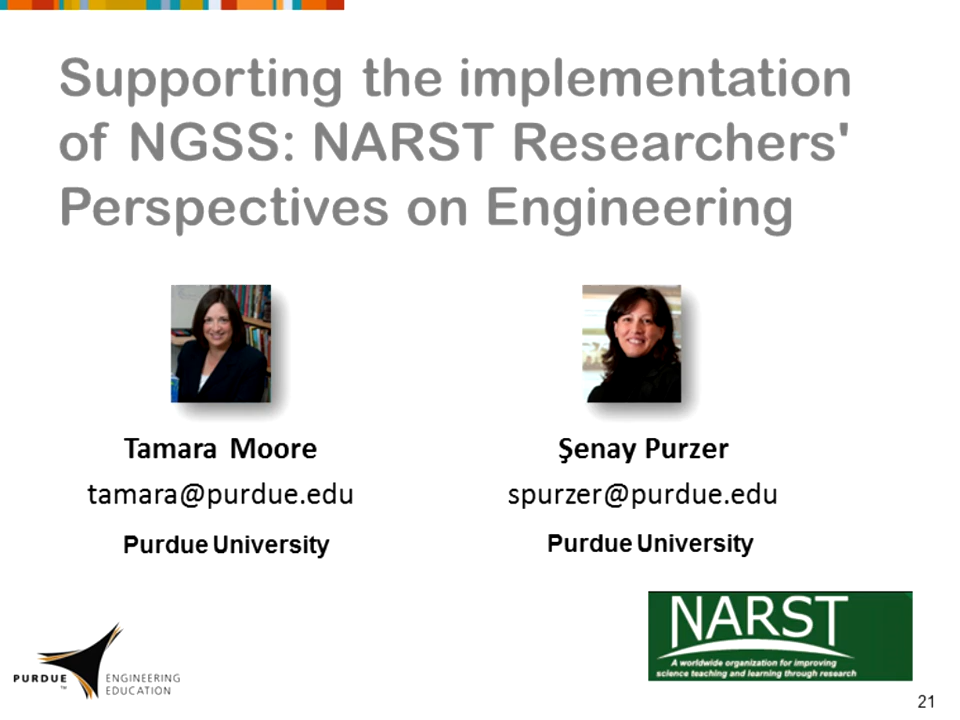 Supporting the implementation
of NGSS: NARST Researchers'
Perspectives on Engineering
Tamara Moore
tamara@purdue.edu
Purdue University
Şenay Purzer
spurzer@purdue.edu
Purdue University
PURDUE
TM
ENGINEERING
EDUCATION
NARST
A worldwide organization for improving
science teaching and learning through research
21